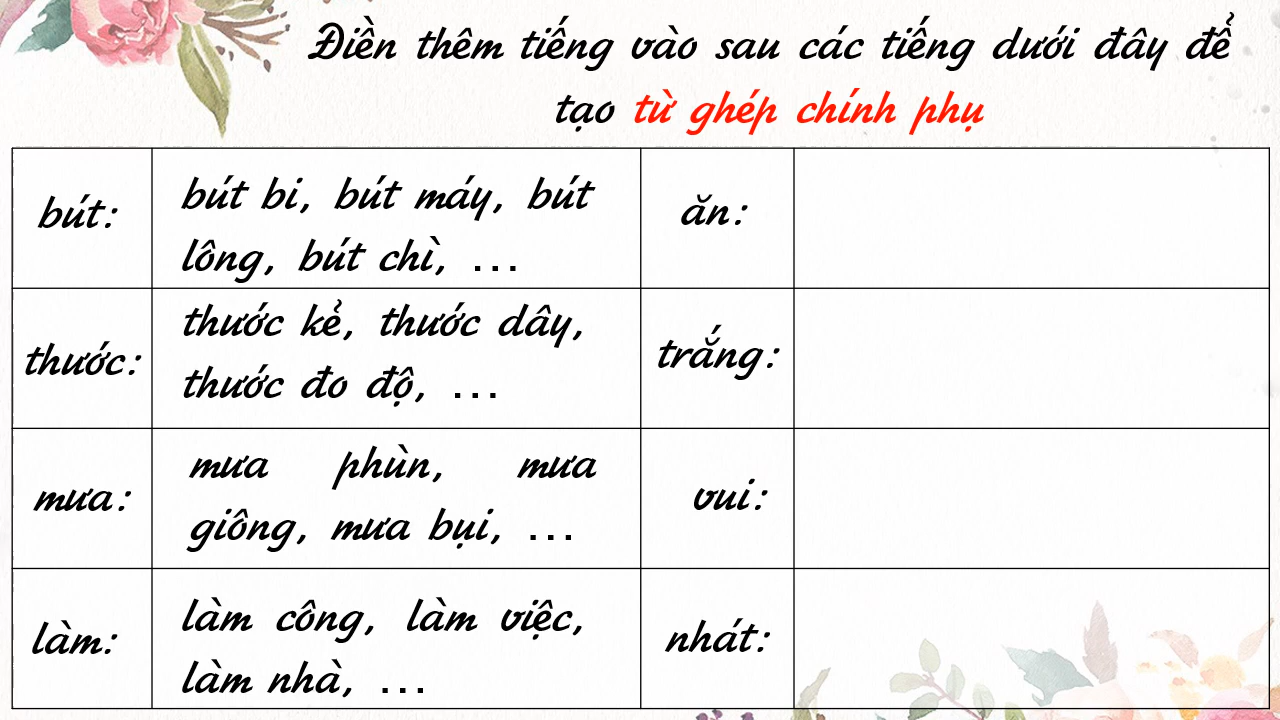 Điền thêm tiếng vào sau các tiếng dưới đây để
tạo từ ghép chính phụ
bút:
bút bi, bút máy, bút
lông, bút chì, ...
ăn:
thước:
thước kẻ, thước dây,
thước đo độ, ...
trắng:
mưa:
mưa phùn, mưa
giông, mưa bụi, ...
vui:
làm:
làm công, làm việc,
làm nhà, ...
nhát: